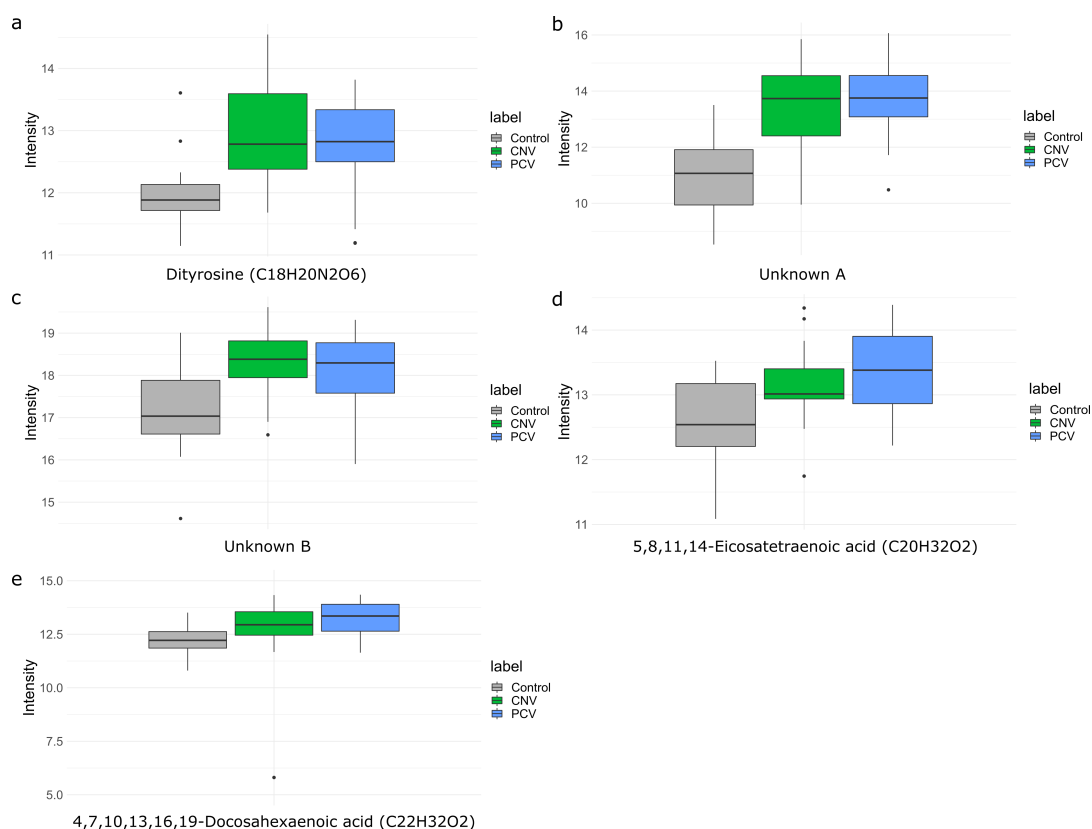 a
14
13
12
11
Intensity
Dityrosine (C18H20N2O6)
label
Control
CNV
PCV
b
16
14
12
10
Intensity
Unknown A
label
Control
CNV
PCV
c
19
18
17
16
15
Intensity
Unknown B
label
Control
CNV
PCV
d
14
13
12
11
Intensity
5,8,11,14-Eicosatetraenoic acid (C20H32O2)
label
Control
CNV
PCV
e
15.0
12.5
10.0
7.5
5.0
Intensity
4,7,10,13,16,19-Docosahexaenoic acid (C22H32O2)
label
Control
CNV
PCV